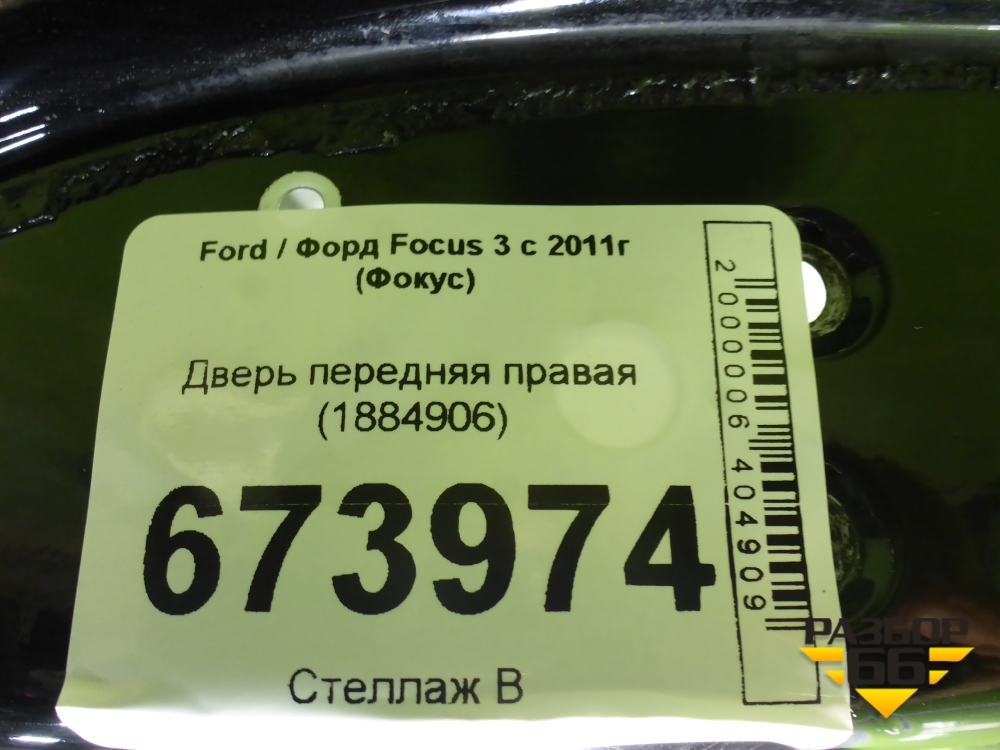 Ford / Форд Focus 3 с 2011г
(Фокус)
Дверь передняя правая
(1884906)
673974
Стеллаж В
2000006404909
РАЗБОР
66